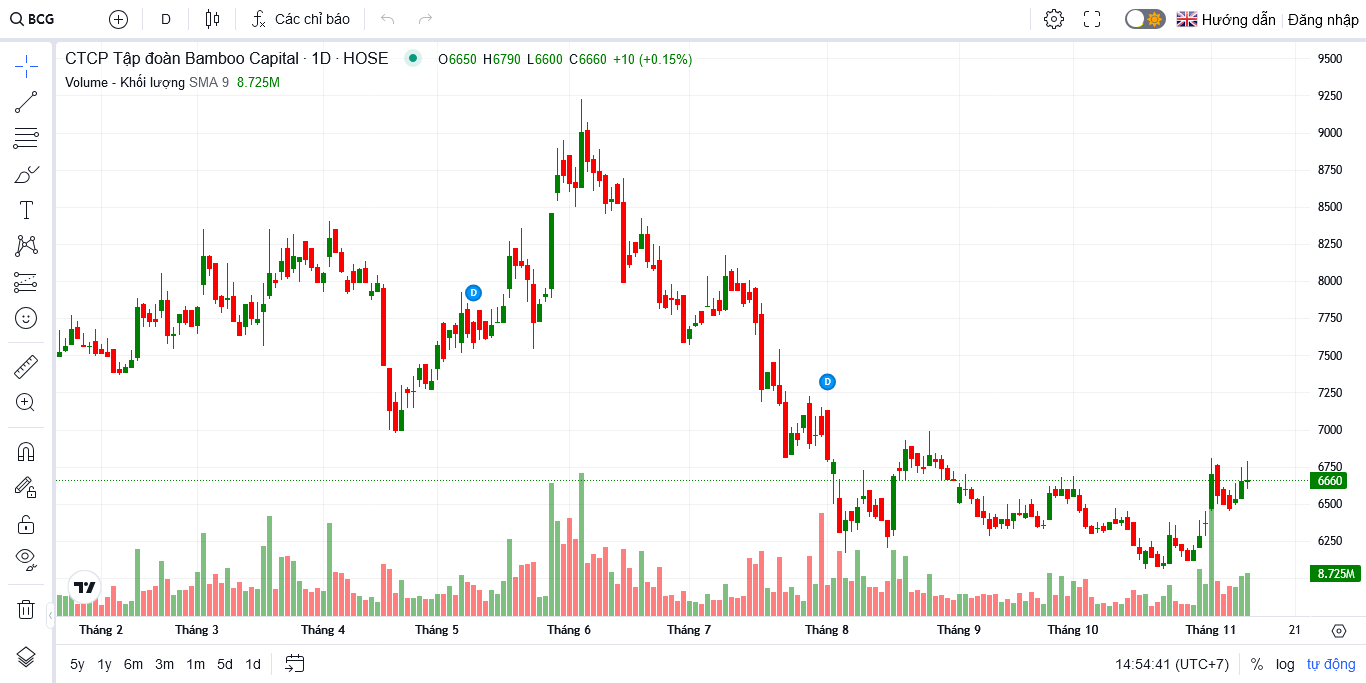 BCG D Các chỉ báo Hướng dẫn Đăng nhập
CTCP Tập đoàn Bamboo Capital · 1D · HOSE O6650 H6790 L6600 C6660 +10 (+0.15%)
Volume - Khối lượng SMA 9 8.725M
9500
9250
9000
8750
8500
8250
8000
D
7750
7500
D
7250
7000
6750
6660
6500
6250
8.725M
Tháng 2 Tháng 3 Tháng 4 Tháng 5 Tháng 6 Tháng 7 Tháng 8 Tháng 9 Tháng 10 Tháng 11 21
5y 1y 6m 3m 1m 5d 1d 14:54:41 (UTC+7) % log tự động